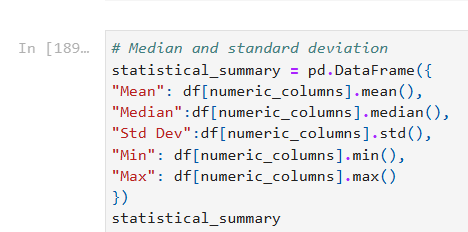 In [189…
# Median and standard deviation
statistical_summary = pd.DataFrame({
"Mean": df[numeric_columns].mean(),
"Median":df[numeric_columns].median(),
"Std Dev":df[numeric_columns].std(),
"Min": df[numeric_columns].min(),
"Max": df[numeric_columns].max()
})
statistical_summary